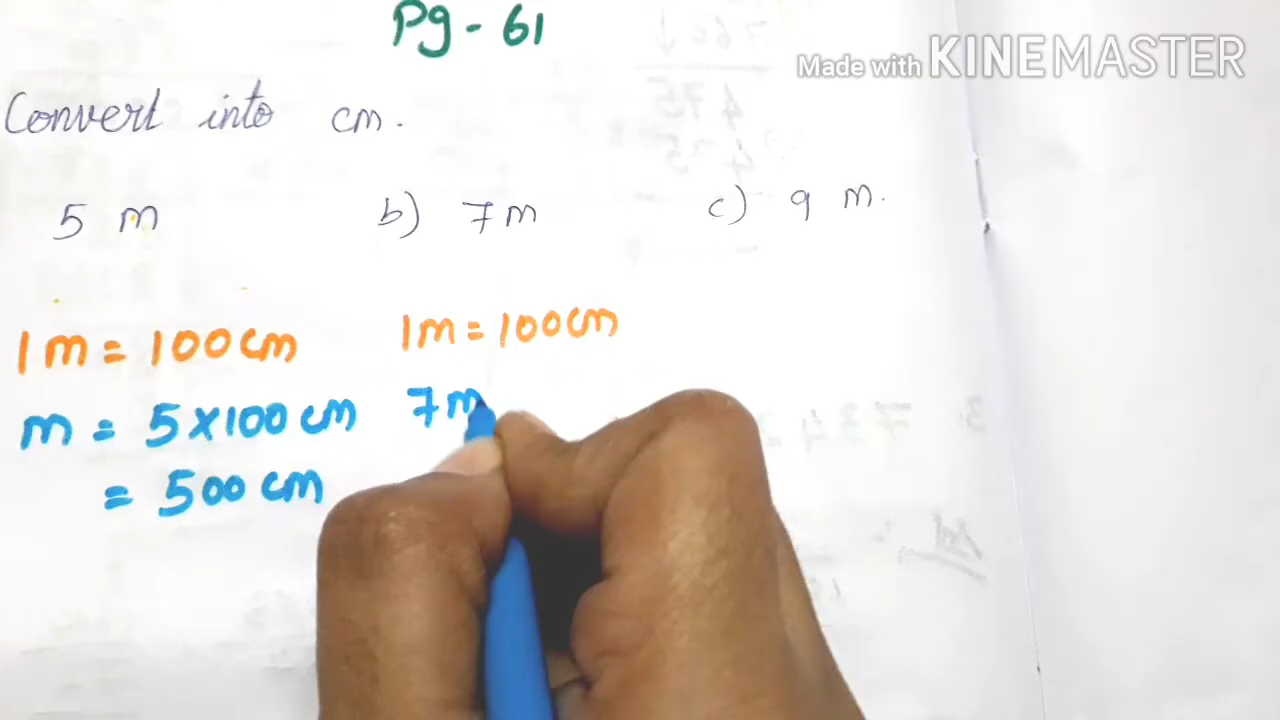 Pg - 61
Made with KINEMASTER
Convert into cm.
5 m b) 7m c) 9 m.
1m = 100cm 1m = 100cm
m = 5x100 cm 7m
= 500 cm